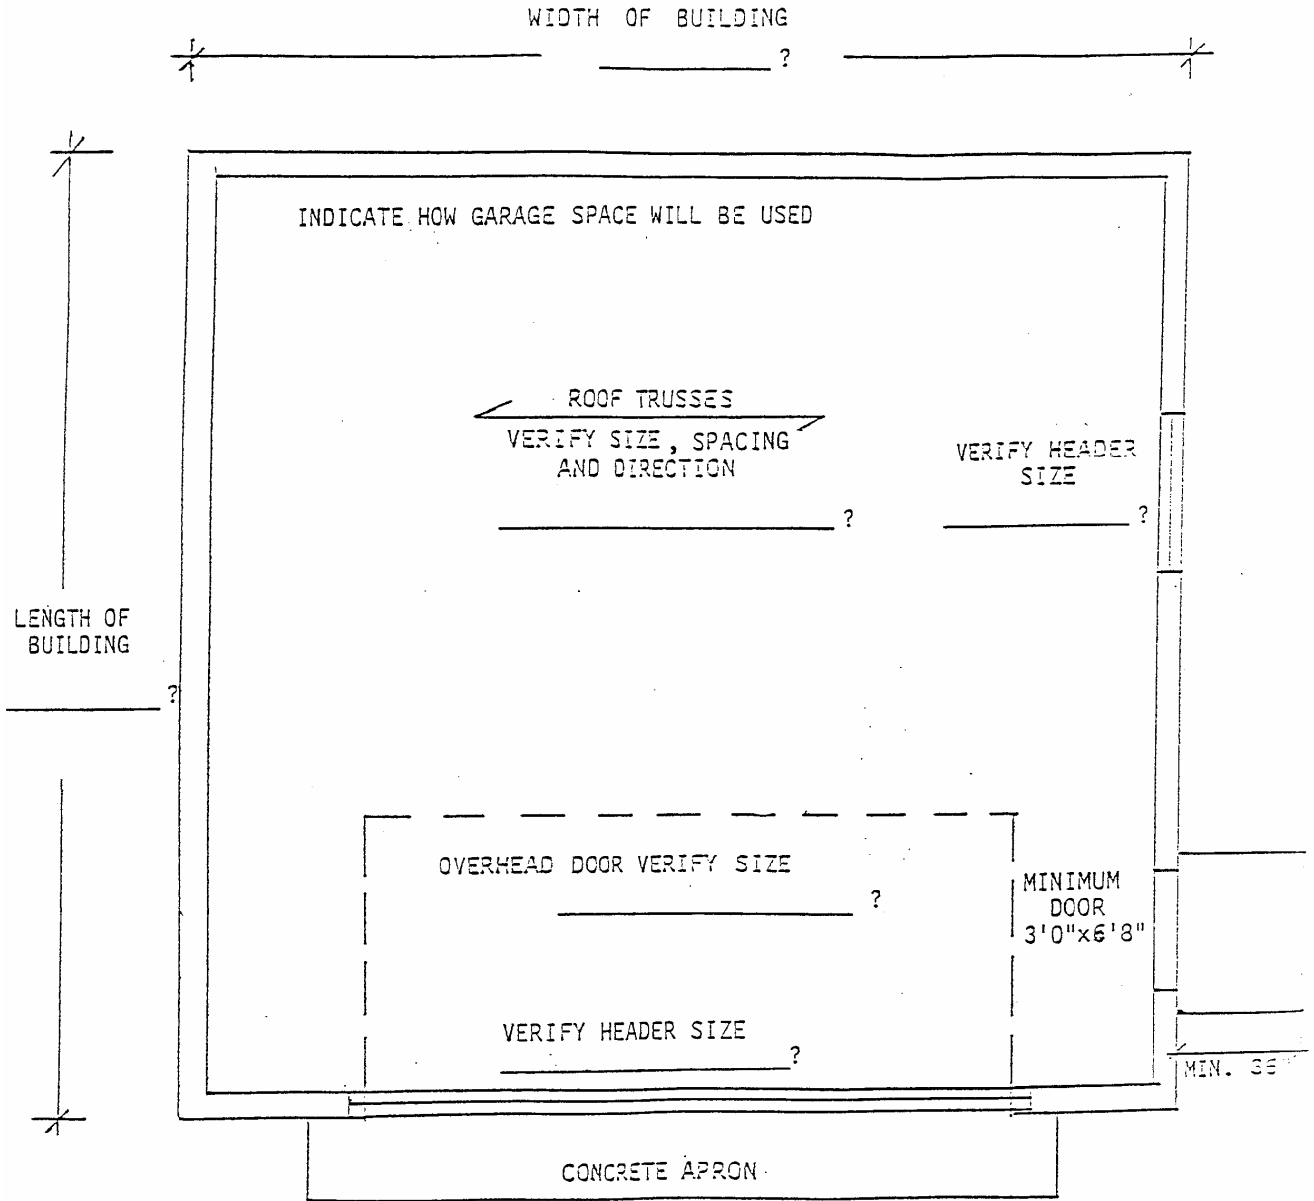 WIDTH OF BUILDING
?
INDICATE HOW GARAGE SPACE WILL BE USED
ROOF TRUSSES
VERIFY SIZE, SPACING
AND DIRECTION
?
VERIFY HEADER
SIZE
?
LENGTH OF
BUILDING
?
OVERHEAD DOOR VERIFY SIZE
?
MINIMUM
DOOR
3'0"x6'8"
VERIFY HEADER SIZE
?
MIN. 36"
CONCRETE APRON